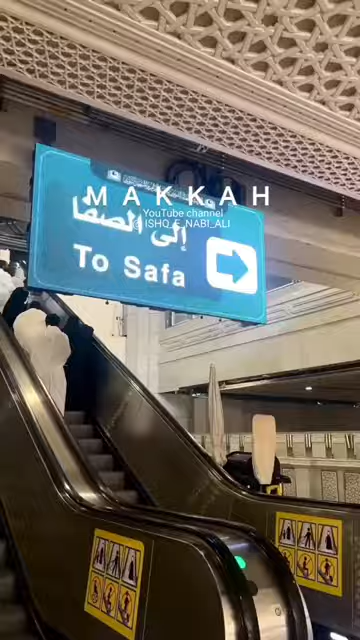 MAKKAH
YouTube channel
@ISHQ_E_NABI_ALI
إلى الصفا
To Safa